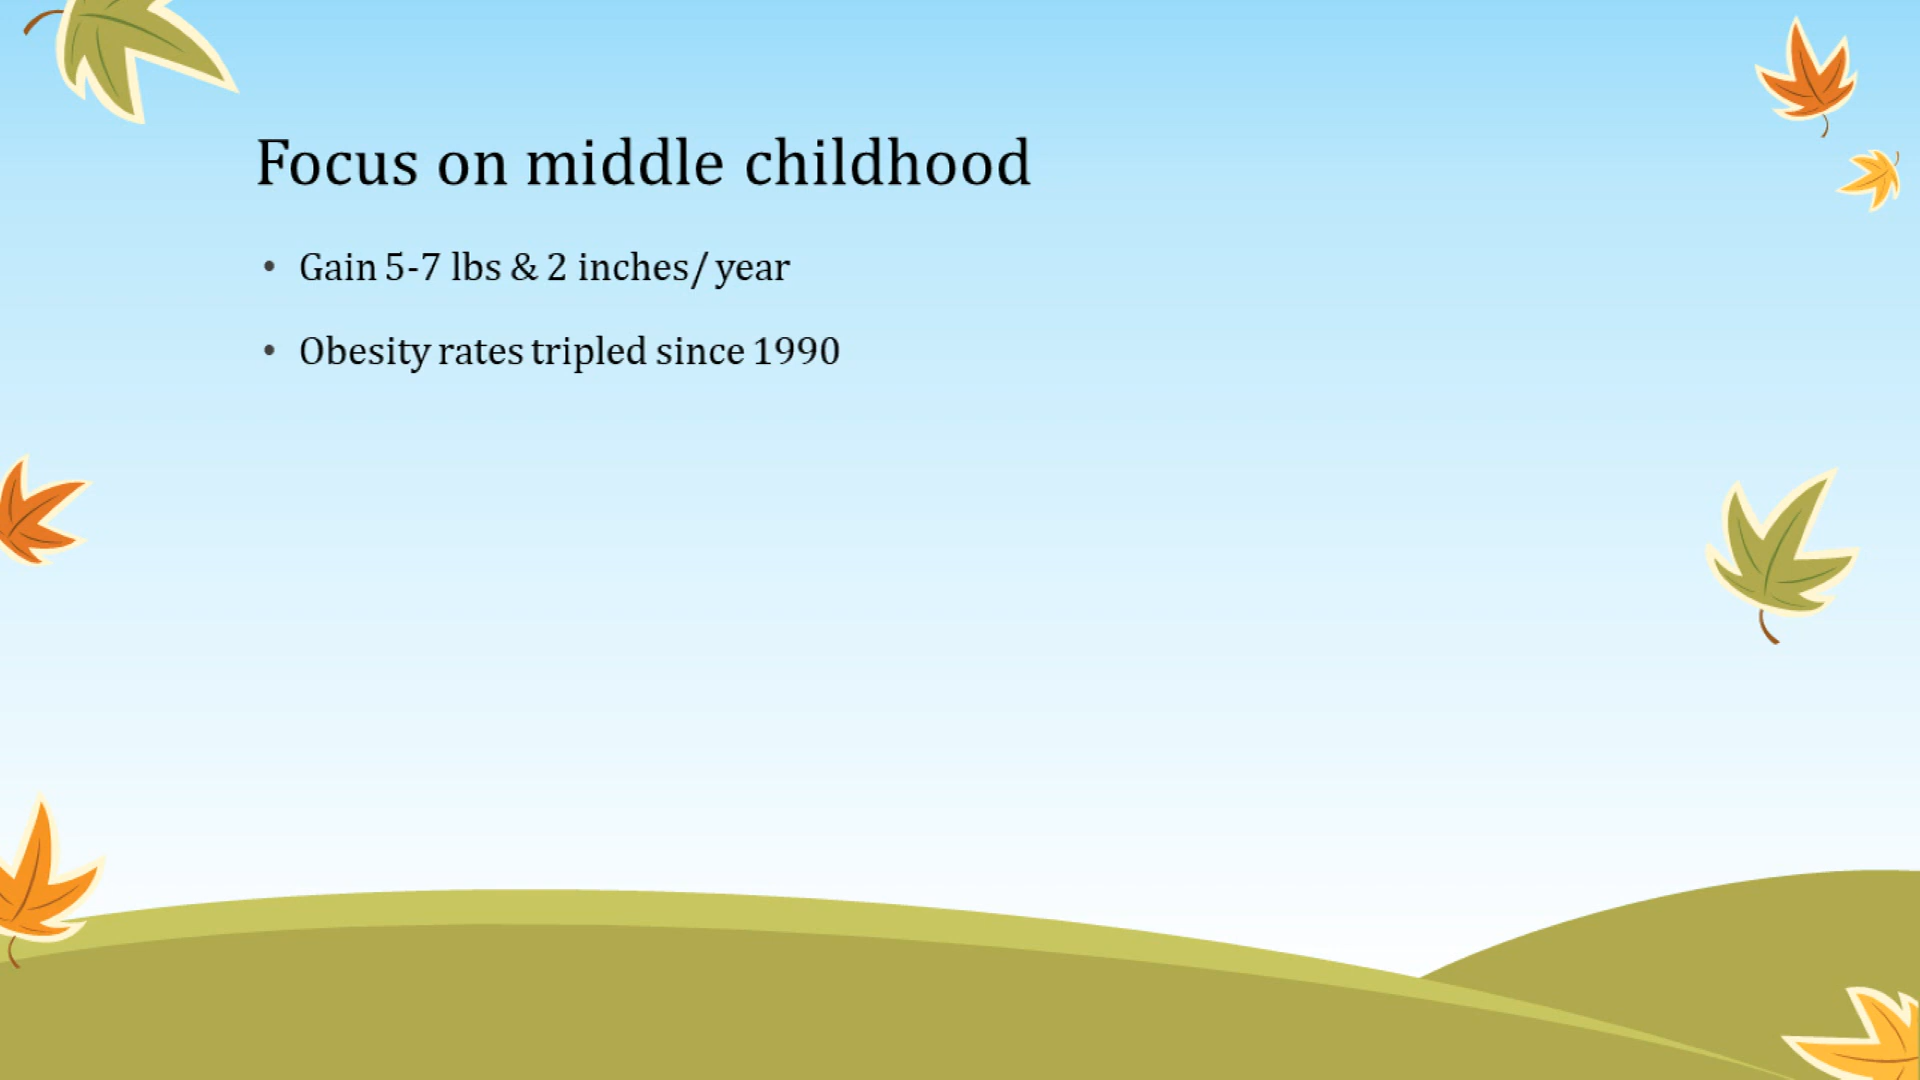 Focus on middle childhood
• Gain 5-7 lbs & 2 inches/ year
• Obesity rates tripled since 1990